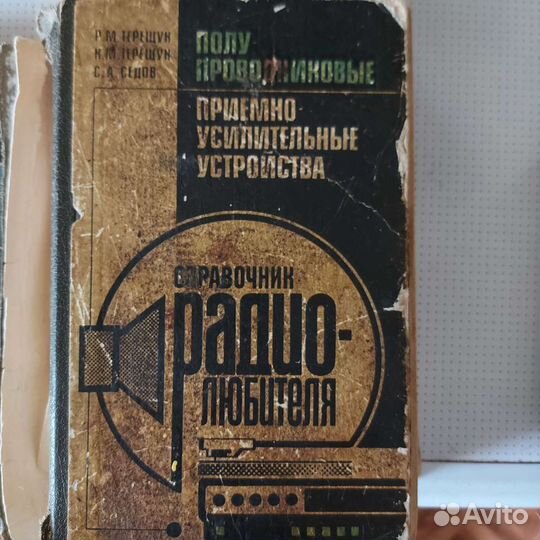 Р. М. ТЕРЕЩУК
К. М. ТЕРЕЩУК
С. А. СЕДОВ
ПОЛУ
ПРОВОДНИКОВЫЕ
ПРИЕМНО
УСИЛИТЕЛЬНЫЕ
УСТРОЙСТВА
СПРАВОЧНИК
РАДИО-
ЛЮБИТЕЛЯ
Avito